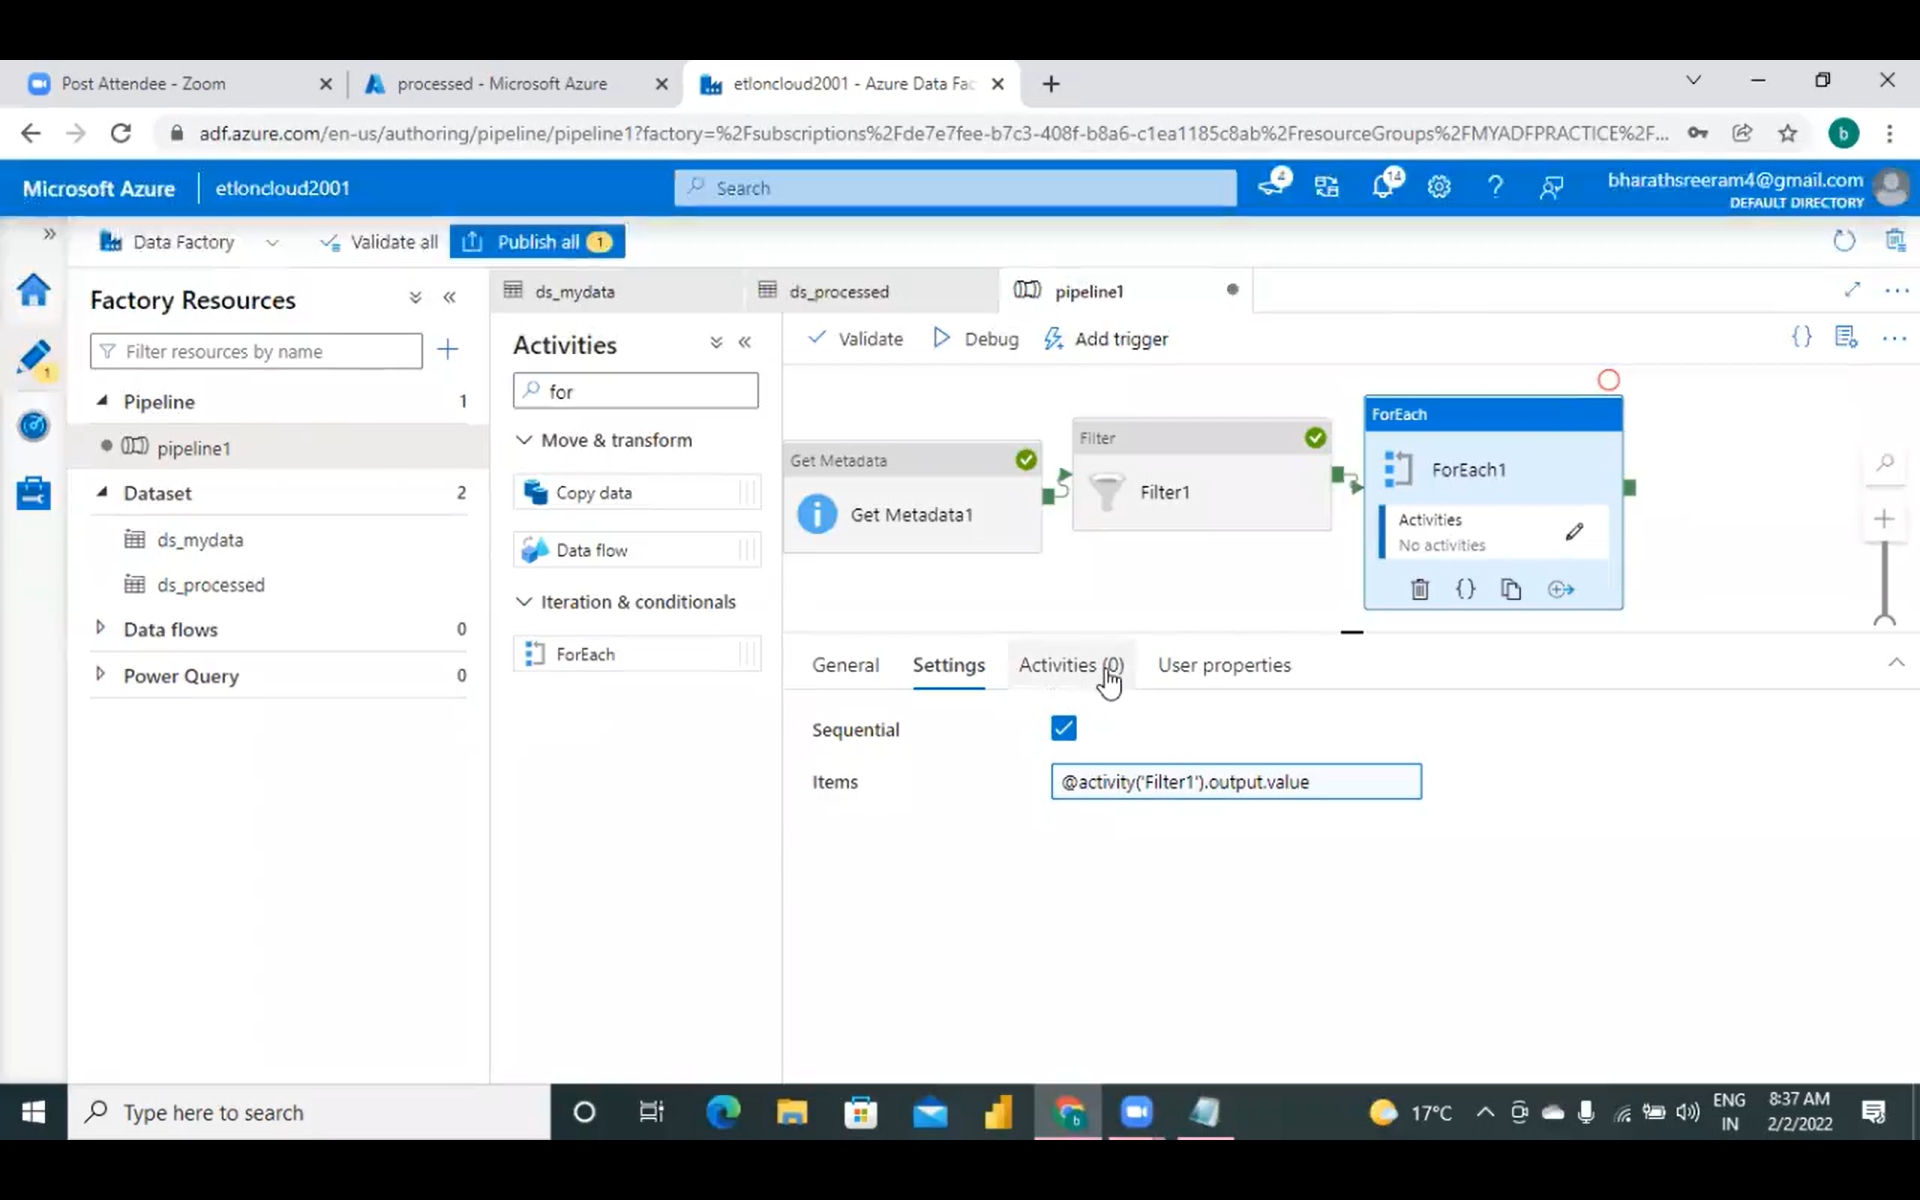 Post Attendee - Zoom
processed - Microsoft Azure
etloncloud2001 - Azure Data Fac
adf.azure.com/en-us/authoring/pipeline/pipeline1?factory=%2Fsubscriptions%2Fde7e7fee-b7c3-408f-b8a6-c1ea1185c8ab%2FresourceGroups%2FMYADFPRACTICE%2F...
b
Microsoft Azure
etloncloud2001
Search
4
14
bharathsreeram4@gmail.com
DEFAULT DIRECTORY
Data Factory
Validate all
Publish all 1
Factory Resources
Filter resources by name
1
Pipeline 1
pipeline1
Dataset 2
ds_mydata
ds_processed
Data flows 0
Power Query 0
ds_mydata
ds_processed
pipeline1
Activities
for
Move & transform
Copy data
Data flow
Iteration & conditionals
ForEach
Validate
Debug
Add trigger
Get Metadata
Get Metadata1
Filter
Filter1
ForEach
ForEach1
Activities
No activities
General
Settings
Activities (0)
User properties
Sequential
Items
@activity('Filter1').output.value
Type here to search
b
17°C
ENG
IN
8:37 AM
2/2/2022